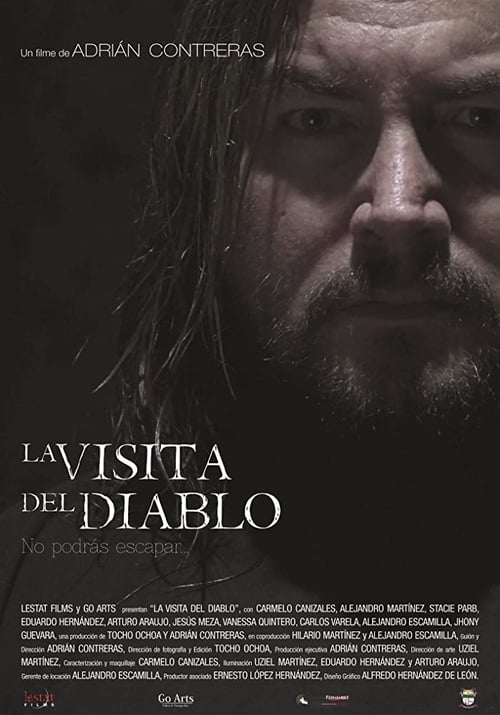 Un filme de ADRIÁN CONTRERAS
LA VISITA
DEL DIABLO
No podrás escapar...
LESTAT FILMS y GO ARTS presentan "LA VISITA DEL DIABLO", con CARMELO CANIZALES, ALEJANDRO MARTÍNEZ, STACIE PARB,
EDUARDO HERNÁNDEZ, ARTURO ARAUJO, JESÚS MEZA, VANESSA QUINTERO, CARLOS VARELA, ALEJANDRO ESCAMILLA, JHONY
GUEVARA, una producción de TOCHO OCHOA Y ADRIÁN CONTRERAS, en coproducción HILARIO MARTÍNEZ y ALEJANDRO ESCAMILLA, Guión y
Dirección ADRIÁN CONTRERAS, Dirección de fotografía y Edición TOCHO OCHOA, Producción ejecutiva ADRIÁN CONTRERAS, Dirección de arte UZIEL
MARTÍNEZ, Caracterización y maquillaje CARMELO CANIZALES, Iluminación UZIEL MARTÍNEZ, EDUARDO HERNÁNDEZ y ARTURO ARAUJO,
Gerente de locación ALEJANDRO ESCAMILLA, Productor asociado ERNESTO LÓPEZ HERNÁNDEZ, Diseño Gráfico ALFREDO HERNÁNDEZ DE LEÓN.
lestat
FILMS
Go Arts